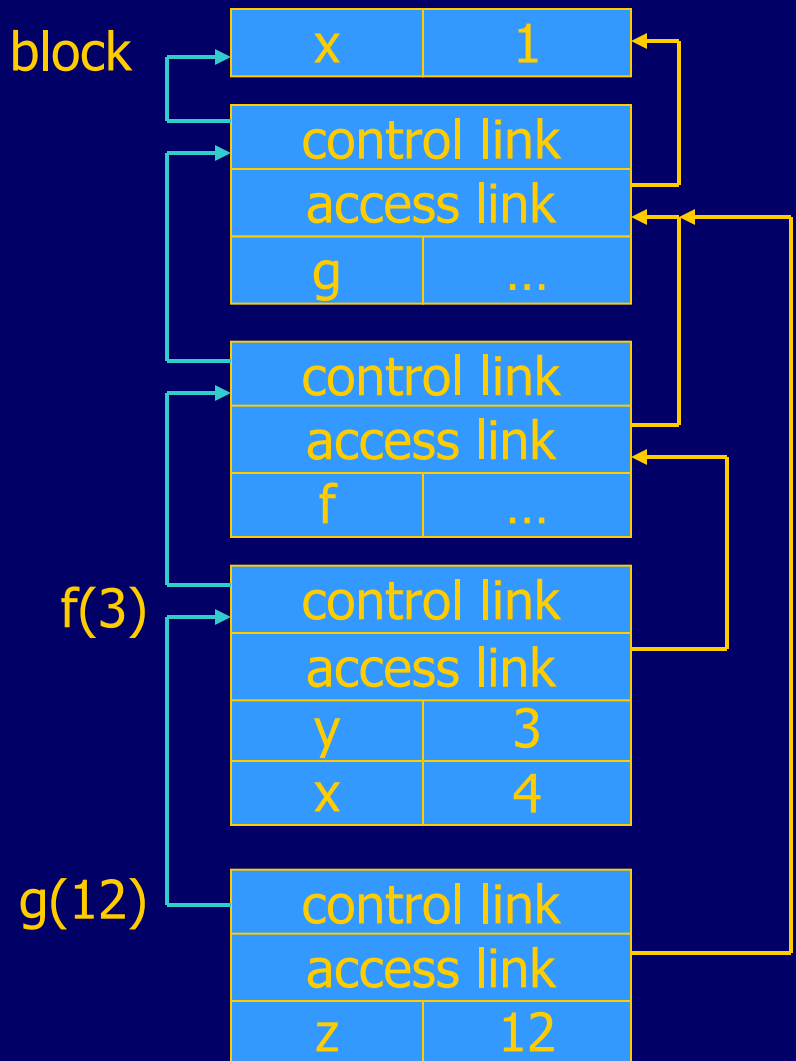 block x 1
control link
access link
g ...
control link
access link
f ...
f(3) control link
access link
y 3
x 4
g(12) control link
access link
z 12